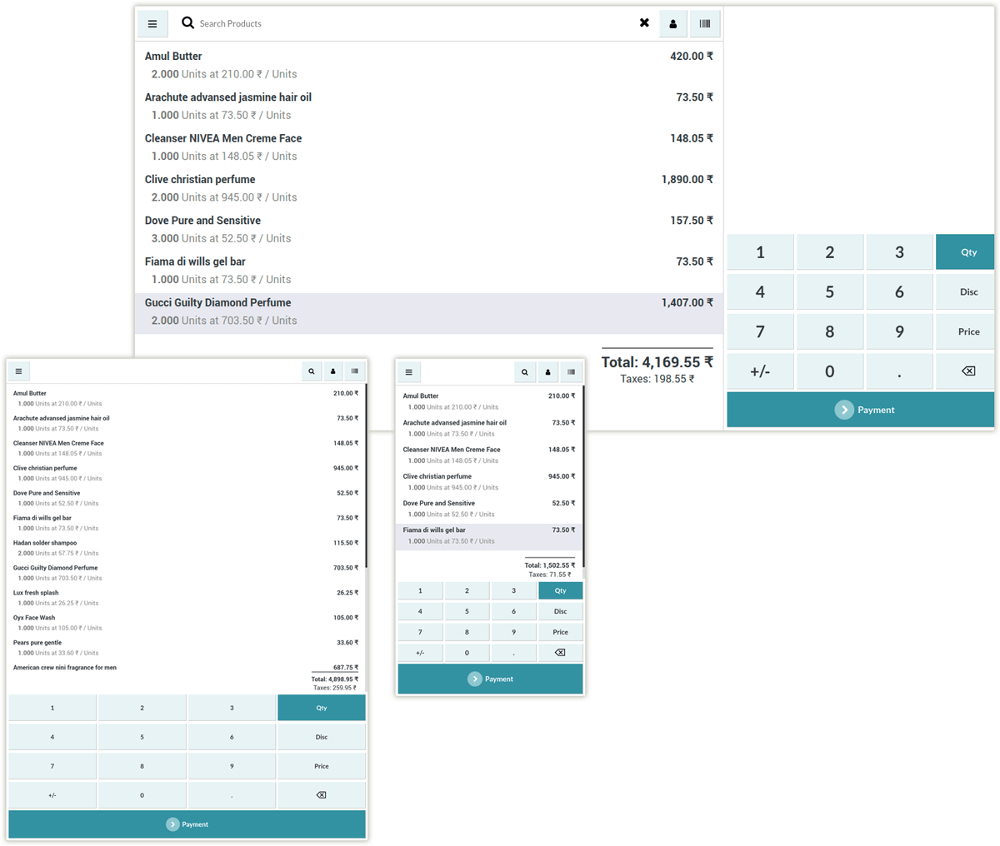 Search Products
Amul Butter 420.00 ₹
2.000 Units at 210.00 ₹ / Units
Arachute advansed jasmine hair oil 73.50 ₹
1.000 Units at 73.50 ₹ / Units
Cleanser NIVEA Men Creme Face 148.05 ₹
1.000 Units at 148.05 ₹ / Units
Clive christian perfume 1,890.00 ₹
2.000 Units at 945.00 ₹ / Units
Dove Pure and Sensitive 157.50 ₹
3.000 Units at 52.50 ₹ / Units
Fiama di wills gel bar 73.50 ₹
1.000 Units at 73.50 ₹ / Units
Gucci Guilty Diamond Perfume 1,407.00 ₹
2.000 Units at 703.50 ₹ / Units
Total: 4,169.55 ₹
Taxes: 198.55 ₹
1 2 3 Qty
4 5 6 Disc
7 8 9 Price
+/- 0 .
Payment
Amul Butter 210.00 ₹
1.000 Units at 210.00 ₹ / Units
Arachute advansed jasmine hair oil 73.50 ₹
1.000 Units at 73.50 ₹ / Units
Cleanser NIVEA Men Creme Face 148.05 ₹
1.000 Units at 148.05 ₹ / Units
Clive christian perfume 945.00 ₹
1.000 Units at 945.00 ₹ / Units
Dove Pure and Sensitive 52.50 ₹
1.000 Units at 52.50 ₹ / Units
Fiama di wills gel bar 73.50 ₹
1.000 Units at 73.50 ₹ / Units
Hadan solder shampoo 115.50 ₹
2.000 Units at 57.75 ₹ / Units
Gucci Guilty Diamond Perfume 703.50 ₹
1.000 Units at 703.50 ₹ / Units
Lux fresh splash 26.25 ₹
1.000 Units at 26.25 ₹ / Units
Oyx Face Wash 105.00 ₹
1.000 Units at 105.00 ₹ / Units
Pears pure gentle 33.60 ₹
1.000 Units at 33.60 ₹ / Units
American crew nini fragrance for men 687.75 ₹
Total: 4,898.95 ₹
Taxes: 259.95 ₹
1 2 3 Qty
4 5 6 Disc
7 8 9 Price
+/- 0 .
Payment
Amul Butter 210.00 ₹
1.000 Units at 210.00 ₹ / Units
Arachute advansed jasmine hair oil 73.50 ₹
1.000 Units at 73.50 ₹ / Units
Cleanser NIVEA Men Creme Face 148.05 ₹
1.000 Units at 148.05 ₹ / Units
Clive christian perfume 945.00 ₹
1.000 Units at 945.00 ₹ / Units
Dove Pure and Sensitive 52.50 ₹
1.000 Units at 52.50 ₹ / Units
Fiama di wills gel bar 73.50 ₹
1.000 Units at 73.50 ₹ / Units
Total: 1,502.55 ₹
Taxes: 71.55 ₹
1 2 3 Qty
4 5 6 Disc
7 8 9 Price
+/- 0 .
Payment